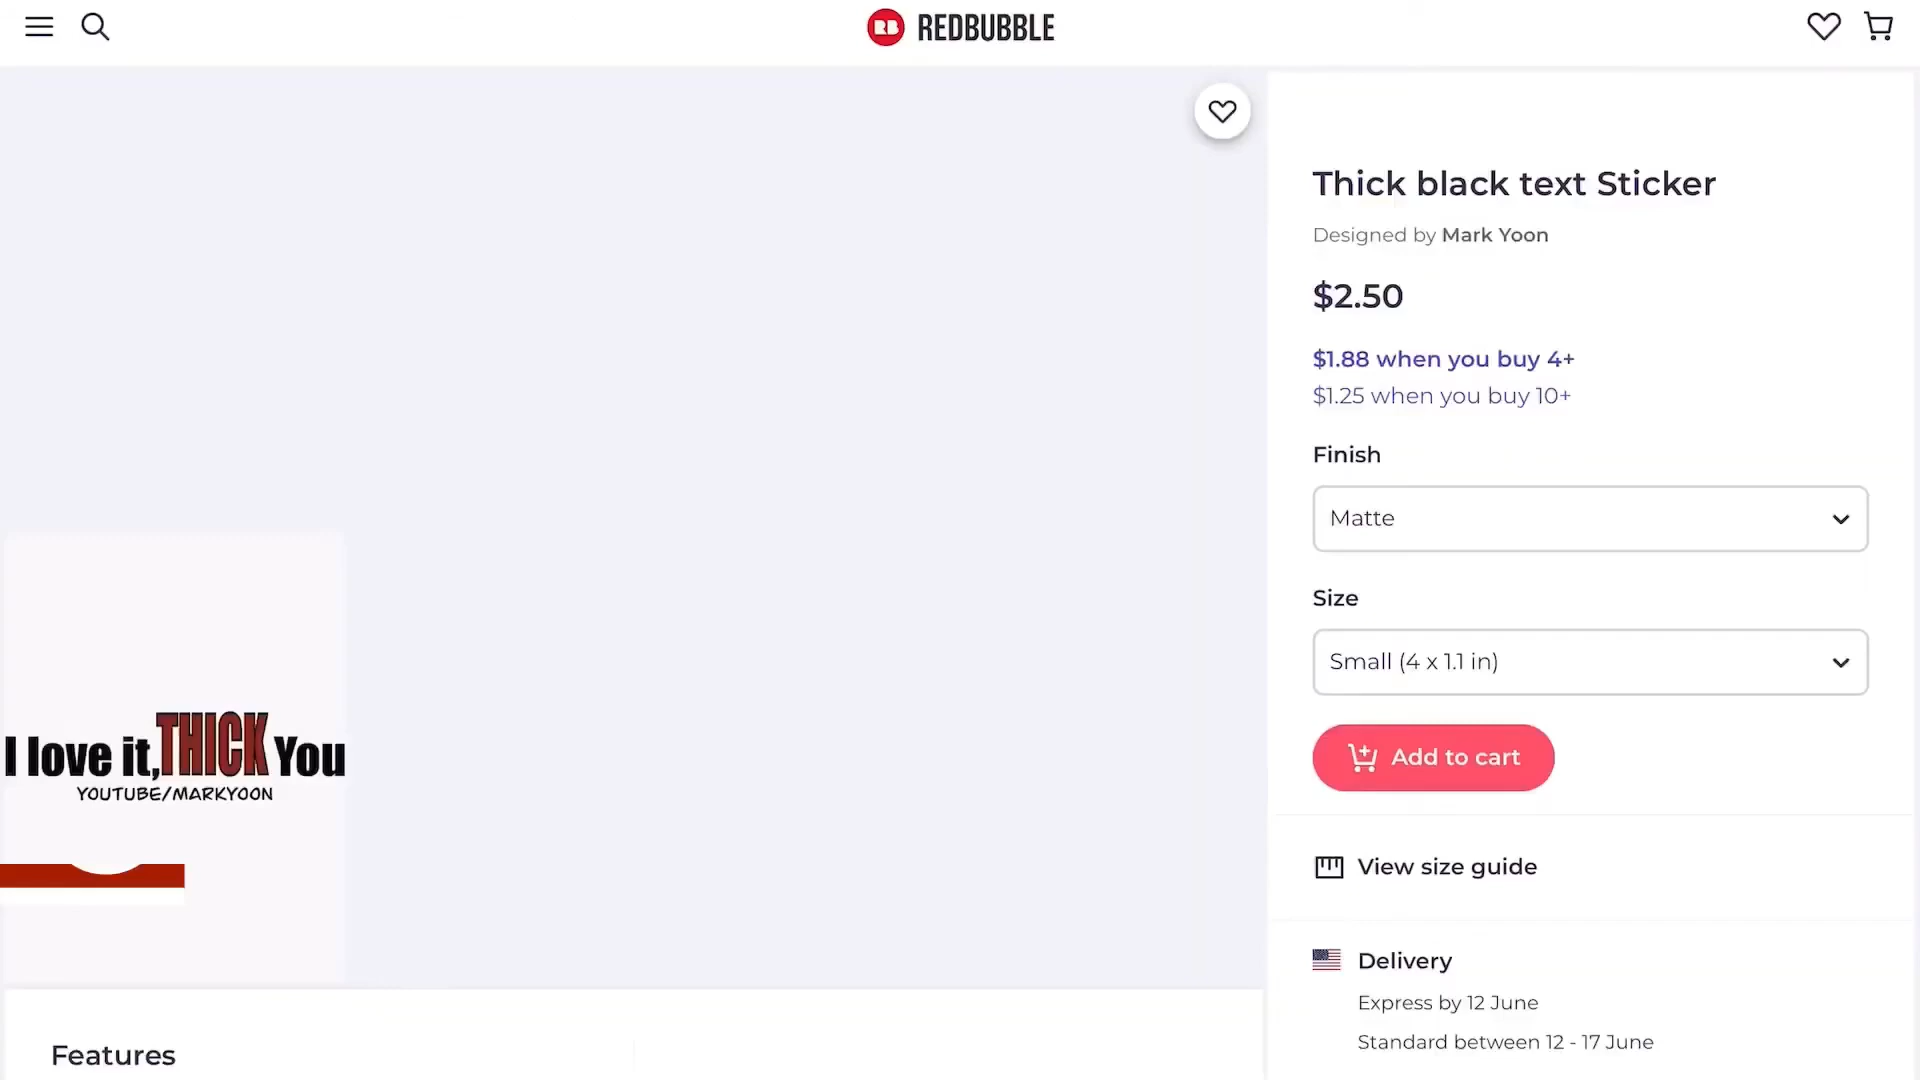 RB REDBUBBLE
Thick black text Sticker
Designed by Mark Yoon
$2.50
$1.88 when you buy 4+
$1.25 when you buy 10+
Finish
Matte
Size
Small (4 x 1.1 in)
Add to cart
View size guide
Delivery
Express by 12 June
Standard between 12 - 17 June
I love it, THICK You
YOUTUBE/MARKYOON
Features